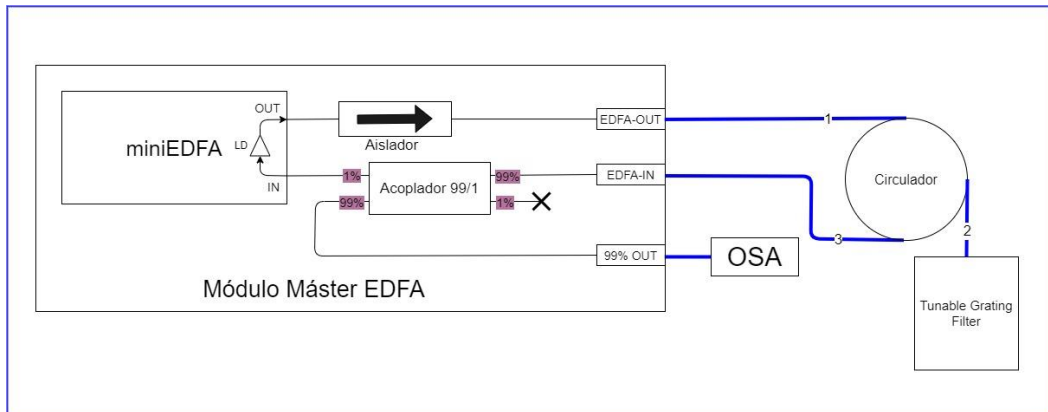 OUT
miniEDFA
LD
IN
Aislador
1%
99%
Acoplador 99/1
99%
1%
EDFA-OUT
EDFA-IN
99% OUT
Módulo Máster EDFA
OSA
1
Circulador
2
3
Tunable Grating
Filter